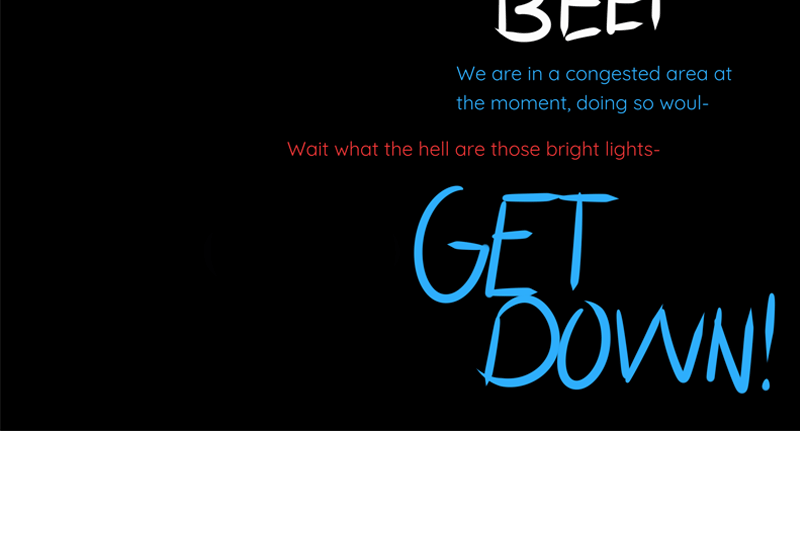 BEEP
We are in a congested area at
the moment, doing so woul-
Wait what the hell are those bright lights-
GET
DOWN!